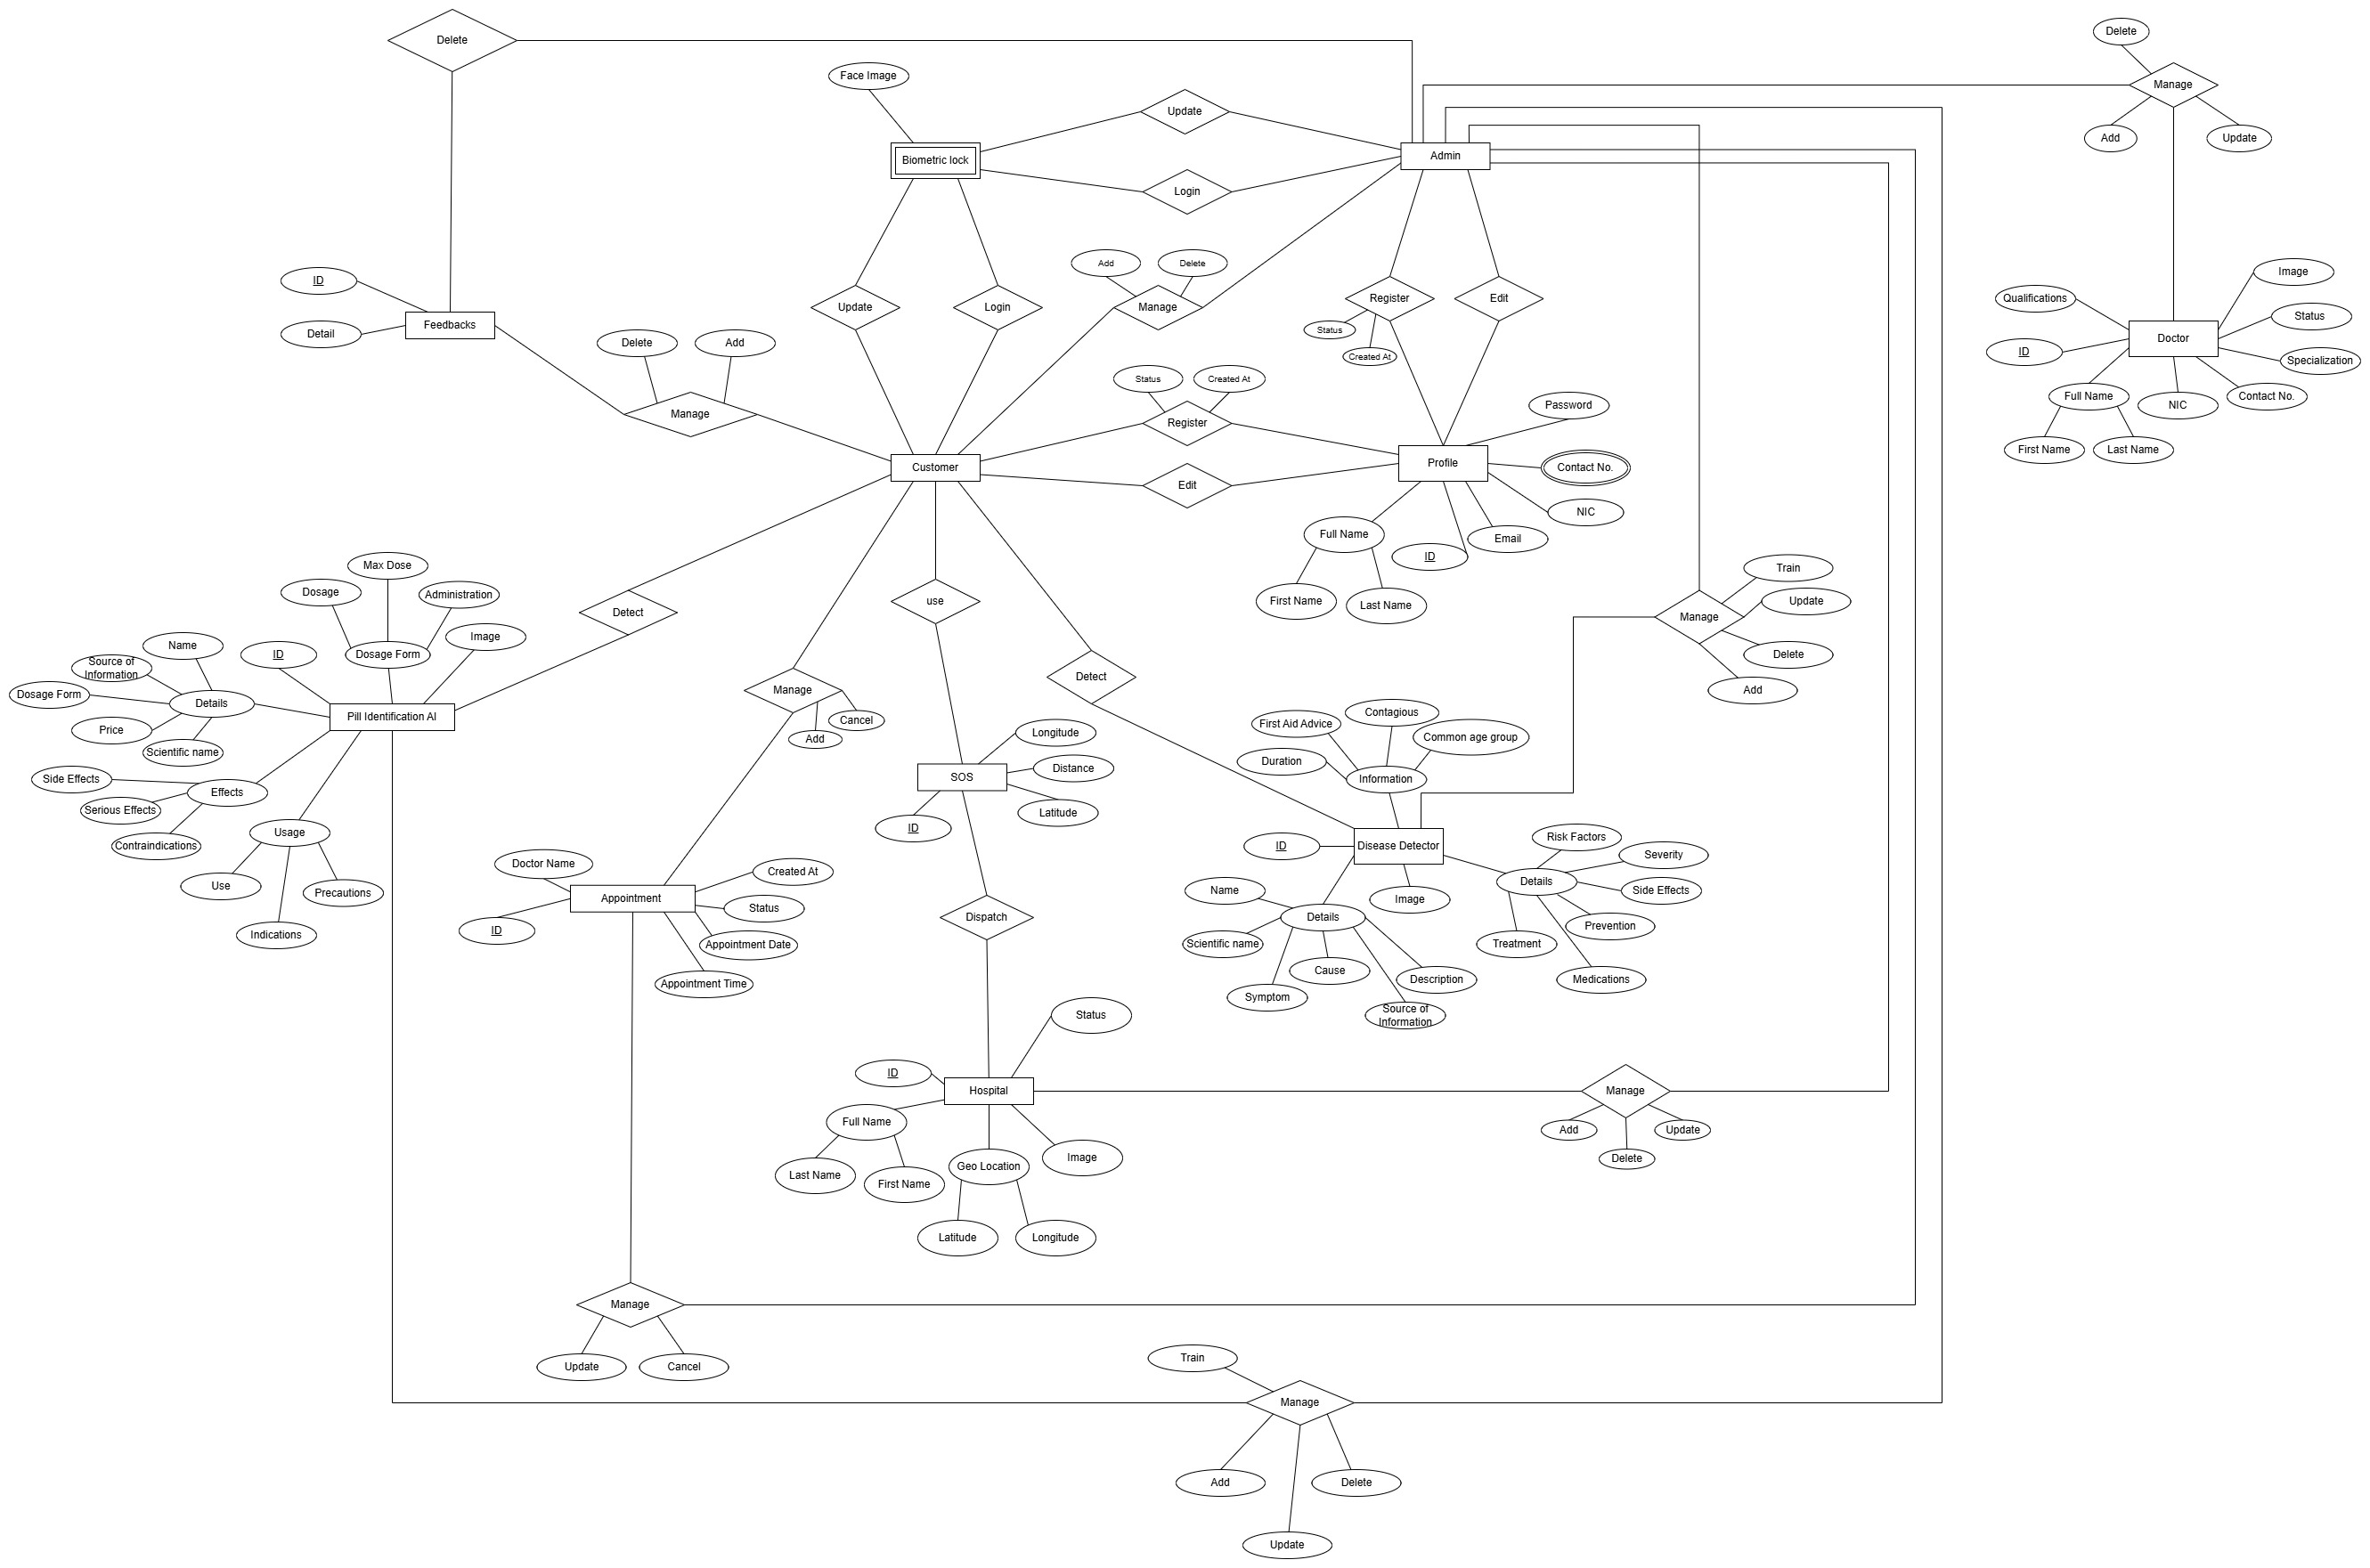 Delete
Delete
Face Image
Manage
Update
Add
Update
Biometric lock
Admin
Login
Add
Delete
ID
Update
Login
Manage
Register
Edit
Status
Created At
Feedbacks
Detail
Delete
Add
Manage
Image
Qualifications
Status
Doctor
ID
Specialization
Full Name
NIC
Contact No.
First Name
Last Name
Status
Created At
Register
Password
Customer
Profile
Contact No.
Edit
NIC
Full Name
Email
ID
First Name
Last Name
Max Dose
Dosage
Administration
Detect
use
Train
Update
Manage
Delete
Add
Image
Name
ID
Dosage Form
Source of
Information
Dosage Form
Details
Pill Identification AI
Price
Scientific name
Manage
Cancel
Add
Detect
Side Effects
Effects
Serious Effects
Contraindications
Usage
Use
Precautions
Indications
Longitude
SOS
Distance
Latitude
ID
First Aid Advice
Contagious
Common age group
Duration
Information
ID
Disease Detector
Risk Factors
Severity
Details
Side Effects
Image
Prevention
Treatment
Medications
Name
Details
Scientific name
Cause
Description
Symptom
Source of
Information
Doctor Name
Created At
Appointment
Status
ID
Appointment Date
Appointment Time
Dispatch
Status
ID
Hospital
Full Name
Image
Last Name
First Name
Geo Location
Latitude
Longitude
Manage
Add
Update
Delete
Manage
Update
Cancel
Train
Manage
Add
Delete
Update